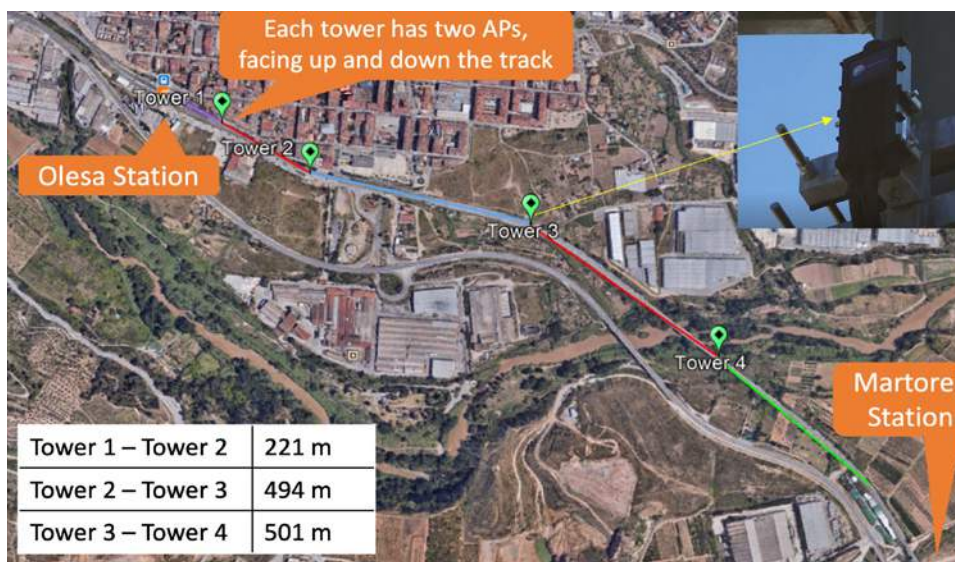 Each tower has two APs,
facing up and down the track
Tower 1
Tower 2
Olesa Station
Tower 3
Tower 4
Martore
Station
Tower 1 – Tower 2 221 m
Tower 2 – Tower 3 494 m
Tower 3 – Tower 4 501 m